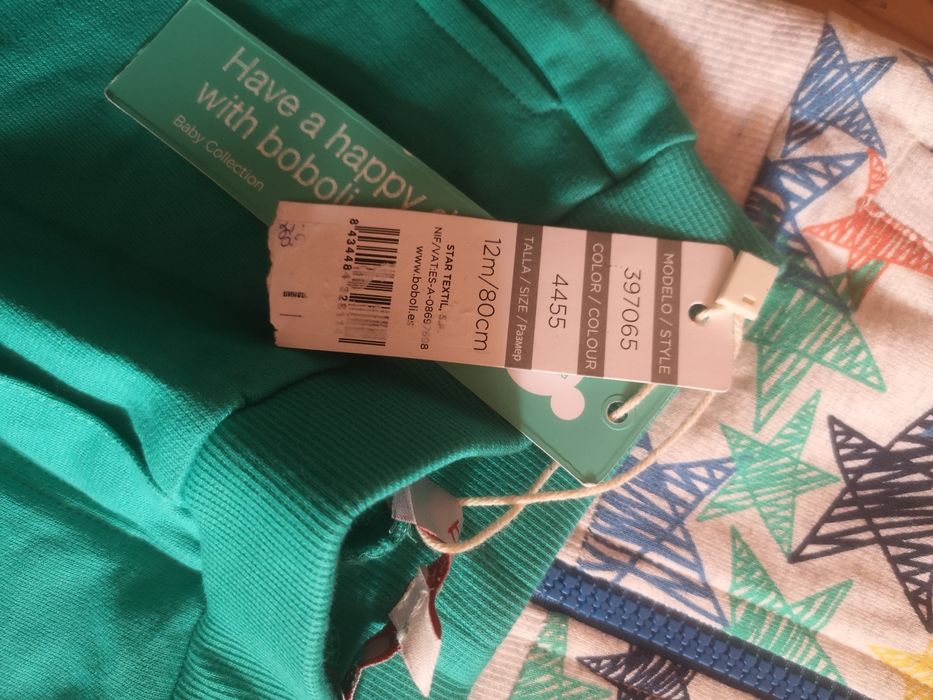 Have a happy
with boboli
Baby Collection
MODELO / STYLE
397065
COLOR / COLOUR
4455
TALLA / SIZE / Размер
12m/80cm
STAR TEXTIL, S.A.
www.boboli.es